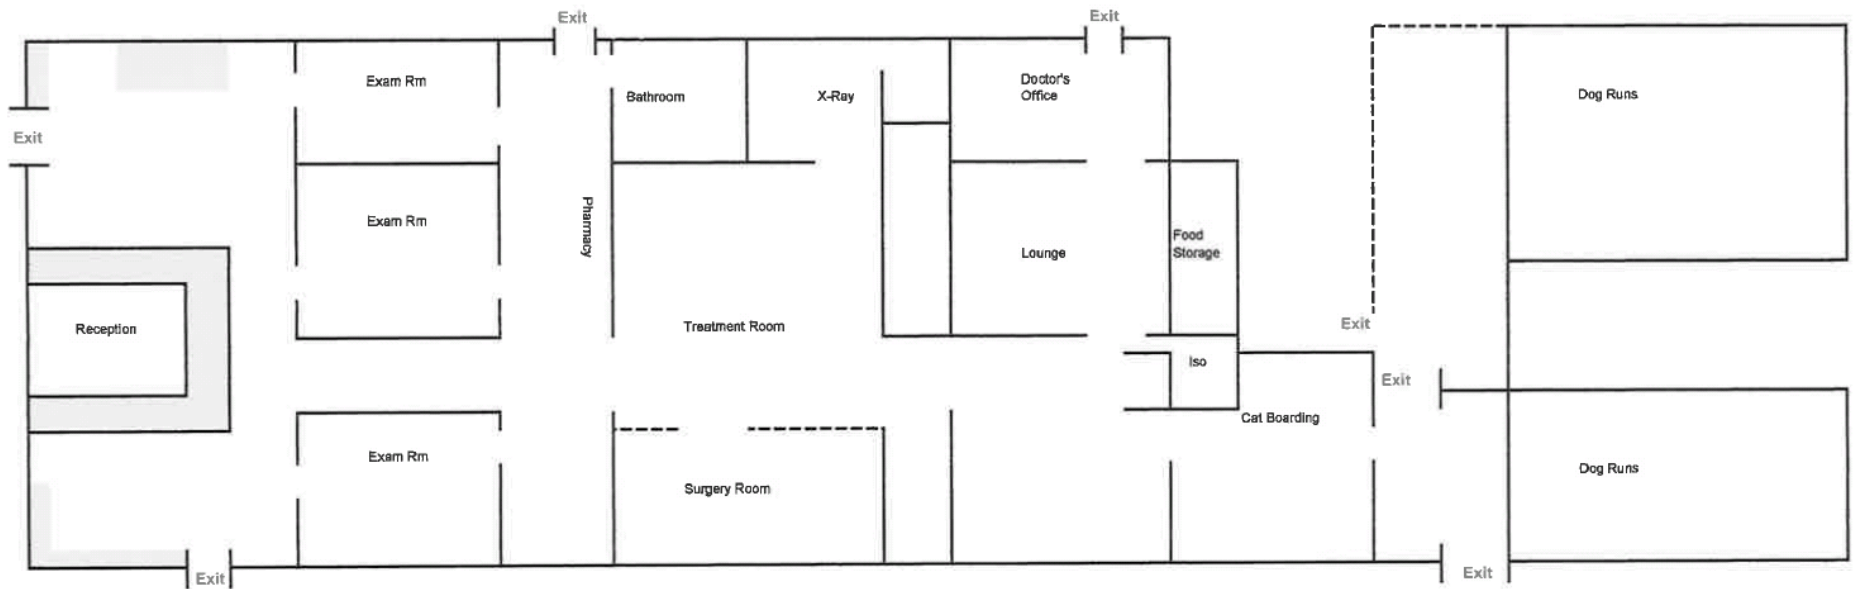 Exit
Exit
Exam Rm
Doctor's
Office
Dog Runs
Bathroom
X-Ray
Exit
Exam Rm
Pharmacy
Food
Storage
Lounge
Reception
Treatment Room
Exit
Iso
Exit
Cat Boarding
Exam Rm
Dog Runs
Surgery Room
Exit
Exit